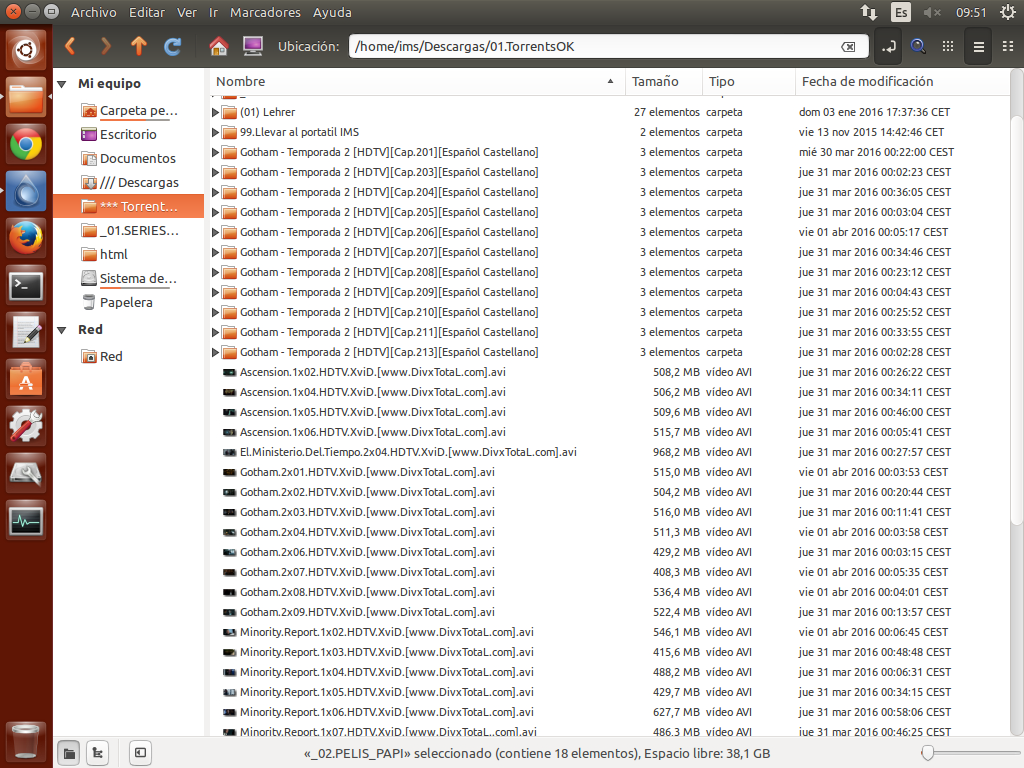 Archivo Editar Ver Ir Marcadores Ayuda Es 09:51
Ubicación: /home/ims/Descargas/01.TorrentsOK
Mi equipo
Carpeta pe...
Escritorio
Documentos
/// Descargas
*** Torrent...
_01.SERIES...
html
Sistema de...
Papelera
Red
Red
Nombre Tamaño Tipo Fecha de modificación
(01) Lehrer 27 elementos carpeta dom 03 ene 2016 17:37:36 CET
99.Llevar al portatil IMS 2 elementos carpeta vie 13 nov 2015 14:42:46 CET
Gotham - Temporada 2 [HDTV][Cap.201][Español Castellano] 3 elementos carpeta mié 30 mar 2016 00:22:00 CEST
Gotham - Temporada 2 [HDTV][Cap.203][Español Castellano] 3 elementos carpeta jue 31 mar 2016 00:02:23 CEST
Gotham - Temporada 2 [HDTV][Cap.204][Español Castellano] 3 elementos carpeta jue 31 mar 2016 00:36:05 CEST
Gotham - Temporada 2 [HDTV][Cap.205][Español Castellano] 3 elementos carpeta jue 31 mar 2016 00:03:04 CEST
Gotham - Temporada 2 [HDTV][Cap.206][Español Castellano] 3 elementos carpeta vie 01 abr 2016 00:05:17 CEST
Gotham - Temporada 2 [HDTV][Cap.207][Español Castellano] 3 elementos carpeta jue 31 mar 2016 00:34:46 CEST
Gotham - Temporada 2 [HDTV][Cap.208][Español Castellano] 3 elementos carpeta jue 31 mar 2016 00:23:12 CEST
Gotham - Temporada 2 [HDTV][Cap.209][Español Castellano] 3 elementos carpeta jue 31 mar 2016 00:04:43 CEST
Gotham - Temporada 2 [HDTV][Cap.210][Español Castellano] 3 elementos carpeta jue 31 mar 2016 00:25:52 CEST
Gotham - Temporada 2 [HDTV][Cap.211][Español Castellano] 3 elementos carpeta jue 31 mar 2016 00:33:55 CEST
Gotham - Temporada 2 [HDTV][Cap.213][Español Castellano] 3 elementos carpeta jue 31 mar 2016 00:02:28 CEST
Ascension.1x02.HDTV.XviD.[www.DivxTotaL.com].avi 508,2 MB vídeo AVI jue 31 mar 2016 00:26:22 CEST
Ascension.1x04.HDTV.XviD.[www.DivxTotaL.com].avi 506,2 MB vídeo AVI jue 31 mar 2016 00:34:11 CEST
Ascension.1x05.HDTV.XviD.[www.DivxTotaL.com].avi 509,6 MB vídeo AVI jue 31 mar 2016 00:46:00 CEST
Ascension.1x06.HDTV.XviD.[www.DivxTotaL.com].avi 515,7 MB vídeo AVI jue 31 mar 2016 00:05:41 CEST
El.Ministerio.Del.Tiempo.2x04.HDTV.XviD.[www.DivxTotaL.com].avi 968,2 MB vídeo AVI jue 31 mar 2016 00:27:57 CEST
Gotham.2x01.HDTV.XviD.[www.DivxTotaL.com].avi 515,0 MB vídeo AVI vie 01 abr 2016 00:03:53 CEST
Gotham.2x02.HDTV.XviD.[www.DivxTotaL.com].avi 504,2 MB vídeo AVI jue 31 mar 2016 00:20:44 CEST
Gotham.2x03.HDTV.XviD.[www.DivxTotaL.com].avi 516,0 MB vídeo AVI jue 31 mar 2016 00:11:41 CEST
Gotham.2x04.HDTV.XviD.[www.DivxTotaL.com].avi 511,3 MB vídeo AVI vie 01 abr 2016 00:03:58 CEST
Gotham.2x06.HDTV.XviD.[www.DivxTotaL.com].avi 429,2 MB vídeo AVI jue 31 mar 2016 00:03:15 CEST
Gotham.2x07.HDTV.XviD.[www.DivxTotaL.com].avi 408,3 MB vídeo AVI vie 01 abr 2016 00:05:35 CEST
Gotham.2x08.HDTV.XviD.[www.DivxTotaL.com].avi 536,4 MB vídeo AVI vie 01 abr 2016 00:04:01 CEST
Gotham.2x09.HDTV.XviD.[www.DivxTotaL.com].avi 522,4 MB vídeo AVI jue 31 mar 2016 00:13:57 CEST
Minority.Report.1x02.HDTV.XviD.[www.DivxTotaL.com].avi 546,1 MB vídeo AVI vie 01 abr 2016 00:06:45 CEST
Minority.Report.1x03.HDTV.XviD.[www.DivxTotaL.com].avi 415,6 MB vídeo AVI jue 31 mar 2016 00:48:48 CEST
Minority.Report.1x04.HDTV.XviD.[www.DivxTotaL.com].avi 488,2 MB vídeo AVI jue 31 mar 2016 00:06:31 CEST
Minority.Report.1x05.HDTV.XviD.[www.DivxTotaL.com].avi 429,7 MB vídeo AVI jue 31 mar 2016 00:34:15 CEST
Minority.Report.1x06.HDTV.XviD.[www.DivxTotaL.com].avi 627,7 MB vídeo AVI jue 31 mar 2016 00:58:06 CEST
Minority.Report.1x07.HDTV.XviD.[www.DivxTotaL.com].avi 486,3 MB vídeo AVI jue 31 mar 2016 00:46:25 CEST
«_02.PELIS_PAPI» seleccionado (contiene 18 elementos), Espacio libre: 38,1 GB